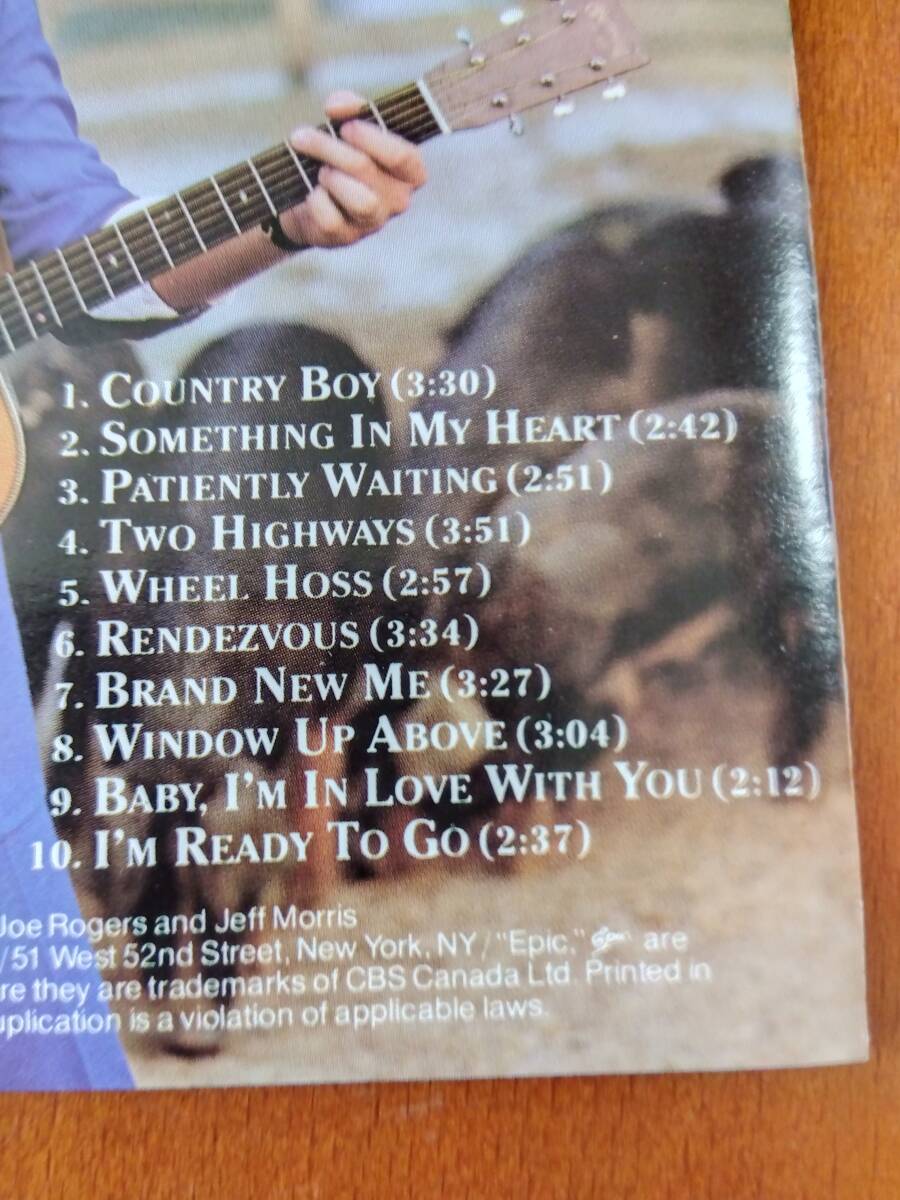 1. COUNTRY BOY (3:30)
2. SOMETHING IN MY HEART (2:42)
3. PATIENTLY WAITING (2:51)
4. TWO HIGHWAYS (3:51)
5. WHEEL HOSS (2:57)
6. RENDEZVOUS (3:34)
7. BRAND NEW ME (3:27)
8. WINDOW UP ABOVE (3:04)
9. BABY, I'M IN LOVE WITH YOU (2:12)
10. I'M READY TO GO (2:37)
Joe Rogers and Jeff Morris
/51 West 52nd Street, New York, NY / "Epic," are
re they are trademarks of CBS Canada Ltd. Printed in
uplication is a violation of applicable laws.